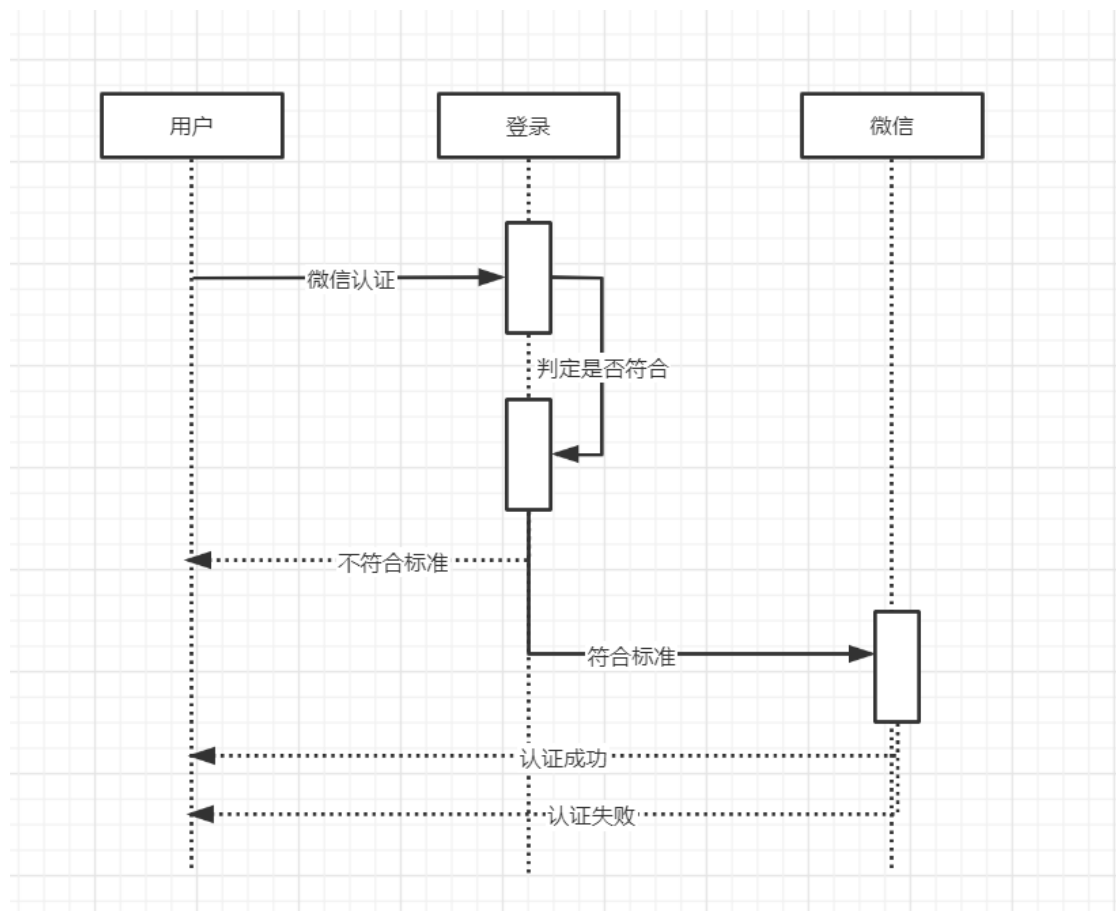 用户
登录
微信
微信认证
判定是否符合
不符合标准
符合标准
认证成功
认证失败